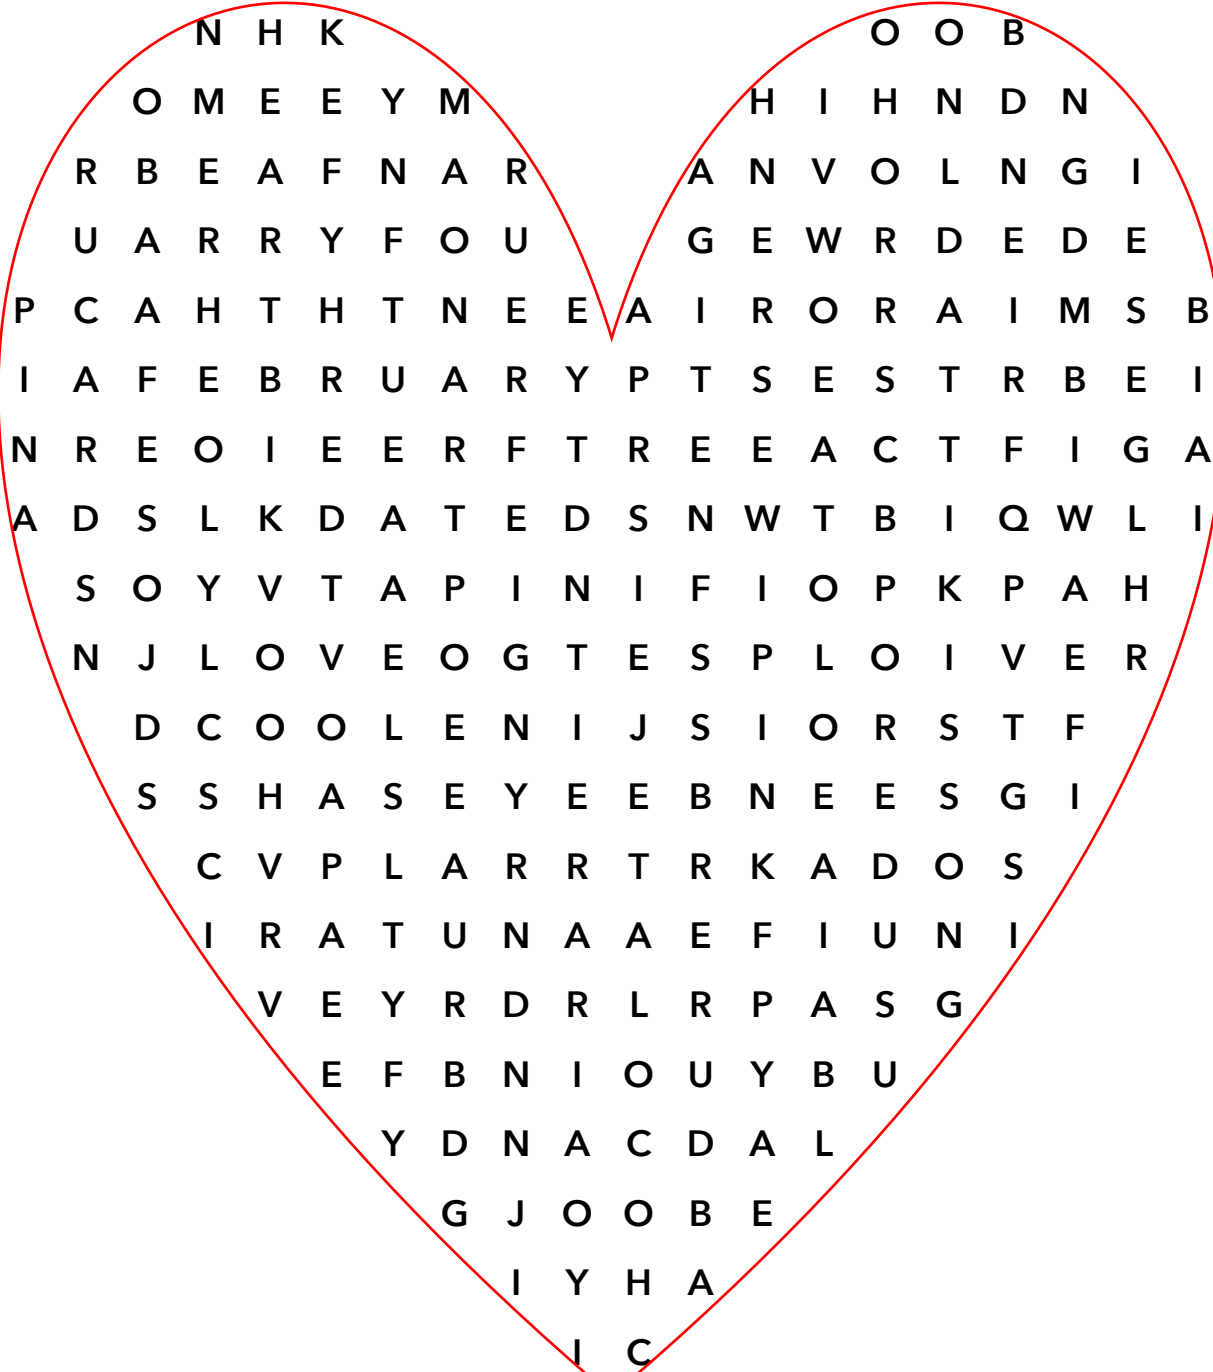 N H K O O B
O M E E Y M H I H N D N
R B E A F N A R A N V O L N G I
U A R R Y F O U G E W R D E D E
P C A H T H T N E E A I R O R A I M S B
I A F E B R U A R Y P T S E S T R B E I
N R E O I E E R F T R E E A C T F I G A
A D S L K D A T E D S N W T B I Q W L I
S O Y V T A P I N I F I O P K P A H
N J L O V E O G T E S P L O I V E R
D C O O L E N I J S I O R S T F
S S H A S E Y E E B N E E S G I
C V P L A R R T R K A D O S
I R A T U N A A E F I U N I
V E Y R D R L R P A S G
E F B N I O U Y B U
Y D N A C D A L
G J O O B E
I Y H A
I C